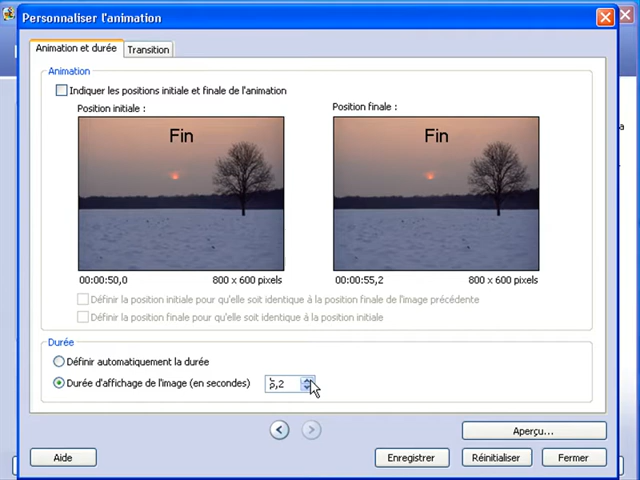 Personnaliser l'animation
Animation et durée
Transition
Animation
Indiquer les positions initiale et finale de l'animation
Position initiale :
Position finale :
Fin
Fin
00:00:50,0
800 x 600 pixels
00:00:55,2
800 x 600 pixels
Définir la position initiale pour qu'elle soit identique à la position finale de l'image précédente
Définir la position finale pour qu'elle soit identique à la position initiale
Durée
Définir automatiquement la durée
Durée d'affichage de l'image (en secondes)
5,2
Aperçu...
Aide
Enregistrer
Réinitialiser
Fermer